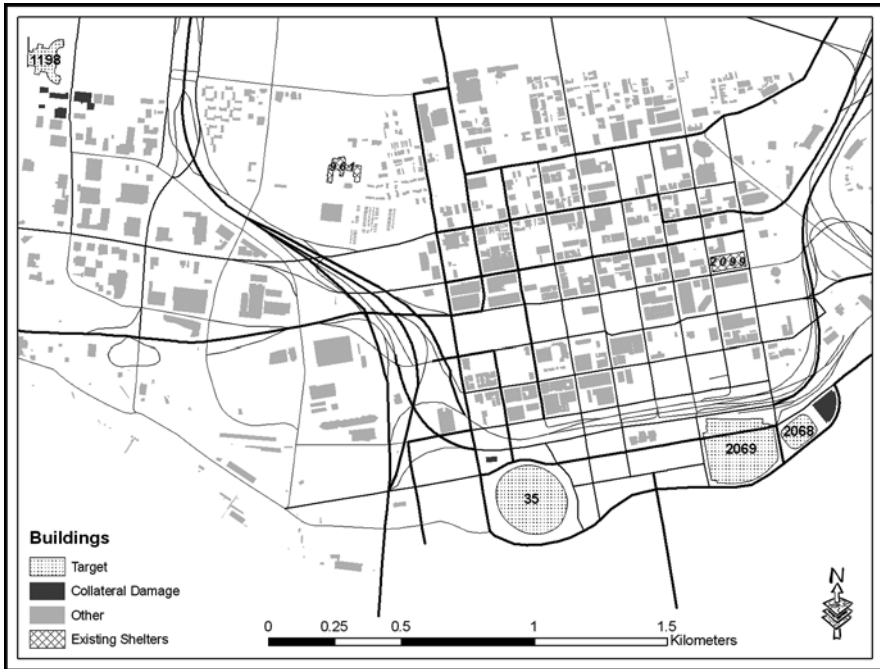 1198
961
2099
2068
2069
35
Buildings
Target
Collateral Damage
Other
Existing Shelters
0 0.25 0.5 1 1.5
Kilometers
N